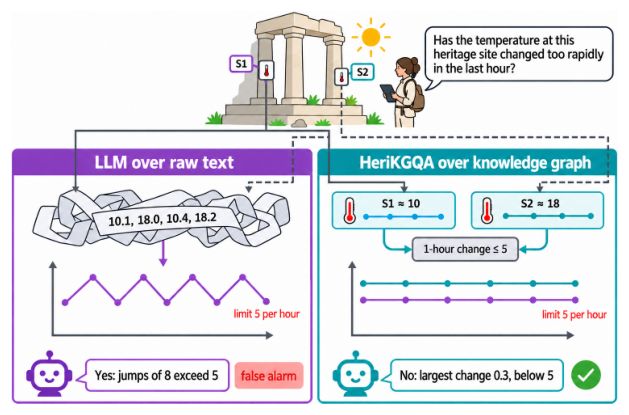 S1
S2
Has the temperature at this
heritage site changed too rapidly
in the last hour?
LLM over raw text
10.1, 18.0, 10.4, 18.2
limit 5 per hour
Yes: jumps of 8 exceed 5
false alarm
HeriKGQA over knowledge graph
S1 ≈ 10
S2 ≈ 18
1-hour change ≤ 5
limit 5 per hour
No: largest change 0.3, below 5